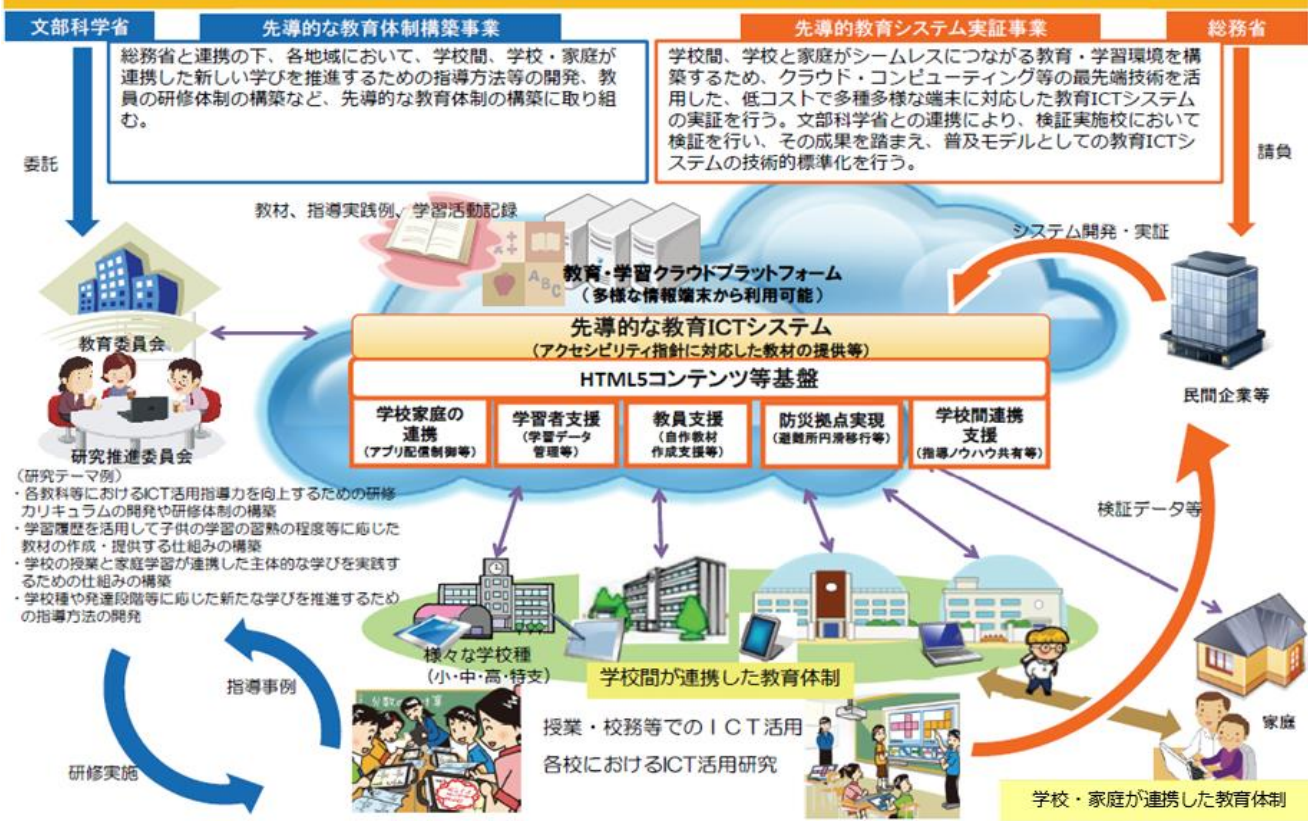 文部科学省
先導的な教育体制構築事業
総務省と連携の下、各地域において、学校間、学校・家庭が
連携した新しい学びを推進するための指導方法等の開発、教
員の研修体制の構築など、先導的な教育体制の構築に取り組
む。
先導的教育システム実証事業
総務省
学校間、学校と家庭がシームレスにつながる教育・学習環境を構
築するため、クラウド・コンピューティング等の最先端技術を活
用した、低コストで多種多様な端末に対応した教育ICTシステム
の実証を行う。文部科学省との連携により、検証実施校において
検証を行い、その成果を踏まえ、普及モデルとしての教育ICTシ
ステムの技術的標準化を行う。
委託
請負
教材、指導実践例、学習活動記録
システム開発・実証
ABC
教育・学習クラウドプラットフォーム
(多様な情報端末から利用可能)
先導的な教育ICTシステム
(アクセシビリティ指針に対応した教材の提供等)
HTML5コンテンツ等基盤
学校家庭の
連携
(アプリ配信制御等)
学習者支援
(学習データ
管理等)
教員支援
(自作教材
作成支援等)
防災拠点実現
(避難所円滑移行等)
学校間連携
支援
(指導ノウハウ共有等)
教育委員会
研究推進委員会
民間企業等
(研究テーマ例)
・各教科等におけるICT活用指導力を向上するための研修
カリキュラムの開発や研修体制の構築
・学習履歴を活用して子供の学習の習熟の程度等に応じた
教材の作成・提供する仕組みの構築
・学校の授業と家庭学習が連携した主体的な学びを実践す
るための仕組みの構築
・学校種や発達段階等に応じた新たな学びを推進するため
の指導方法の開発
検証データ等
様々な学校種
(小・中・高・特支)
学校間が連携した教育体制
指導事例
研修実施
授業・校務等でのＩＣＴ活用
各校におけるICT活用研究
家庭
学校・家庭が連携した教育体制